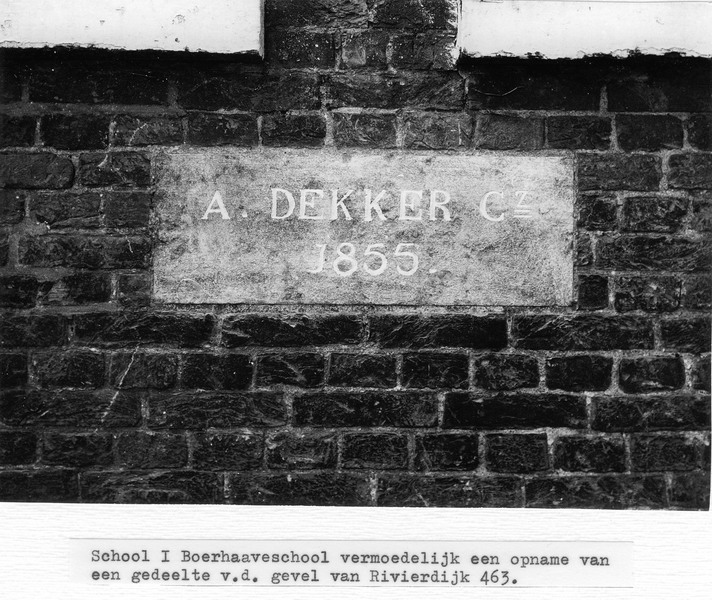 A. DEKKER Cz
1855.
School I Boerhaaveschool vermoedelijk een opname van
een gedeelte v.d. gevel van Rivierdijk 463.